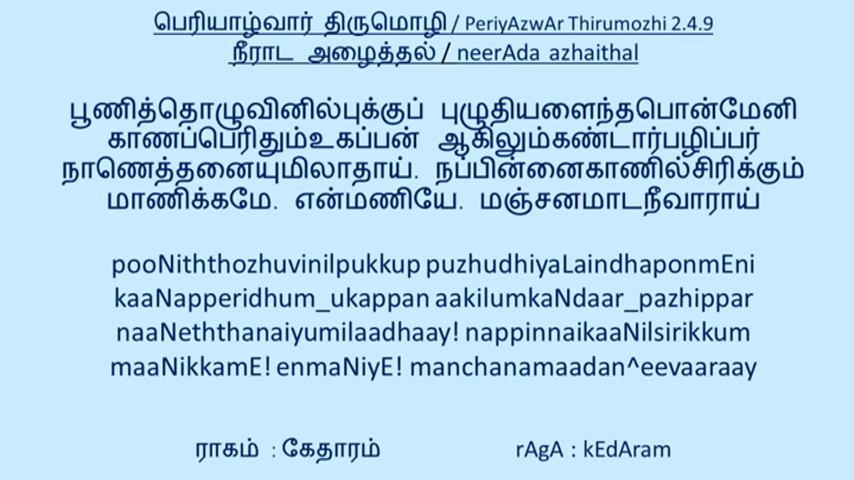 பெரியாழ்வார் திருமொழி / PeriyAzwAr Thirumozhi 2.4.9
நீராட அழைத்தல் / neerAda azhaithal
பூணித்தொழுவினில்புக்குப் புழுதியளைந்தபொன்மேனி
காணப்பெரிதும்உகப்பன் ஆகிலும்கண்டார்பழிப்பர்
நாணெத்தனையுமிலாதாய். நப்பின்னைகாணில்சிரிக்கும்
மாணிக்கமே. என்மணியே. மஞ்சனமாடநீவாராய்
pooNiththozhuvinilpukkup puzhudhiyaLaindhaponmEni
kaaNapperidhum_ukappan aakilumkaNdaar_pazhippar
naaNeththanaiyumilaadhaay! nappinnaikaaNilsirikkum
maaNikkamE! enmaNiyE! manchanamaadan^eevaaraay
ராகம் : கேதாரம் rAgA : kEdAram